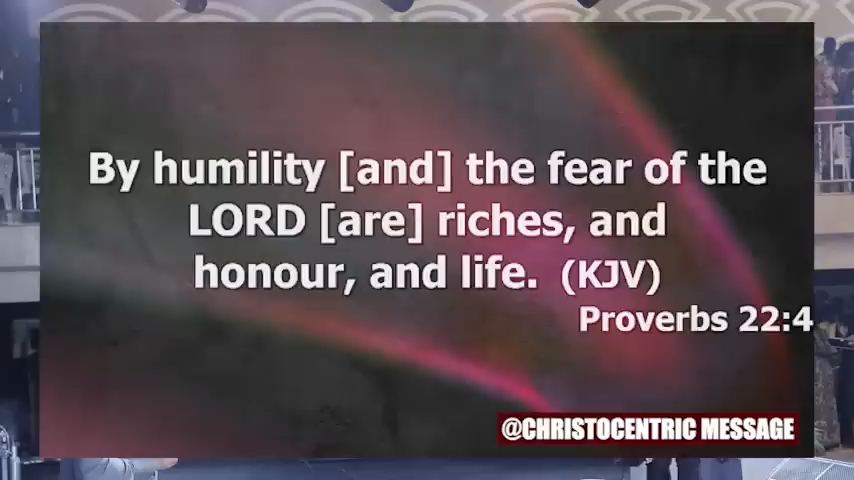 By humility [and] the fear of the
LORD [are] riches, and
honour, and life. (KJV)
Proverbs 22:4
@CHRISTOCENTRIC MESSAGE